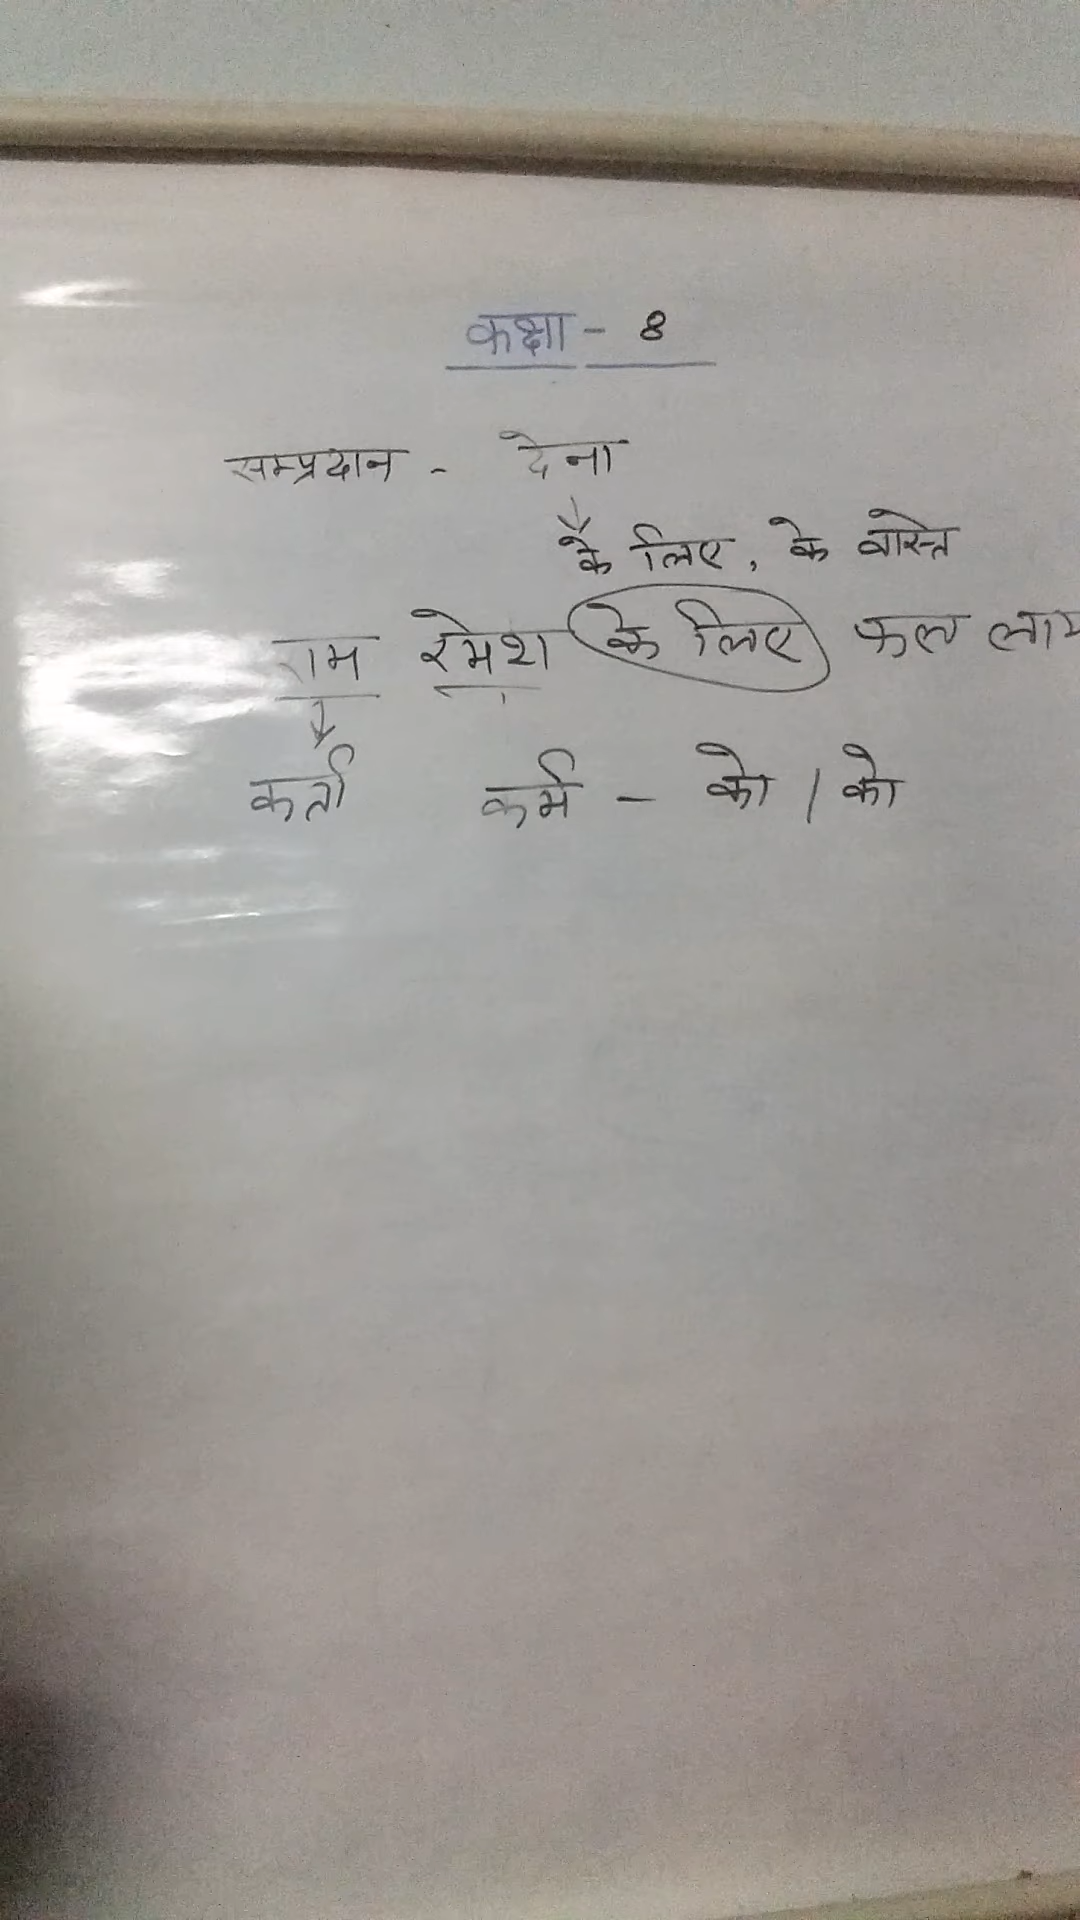 कक्षा - 8
सम्प्रदान - देना
के लिए, के वास्ते
राम रमेश के लिए फल
कर्ता कर्म - को / को